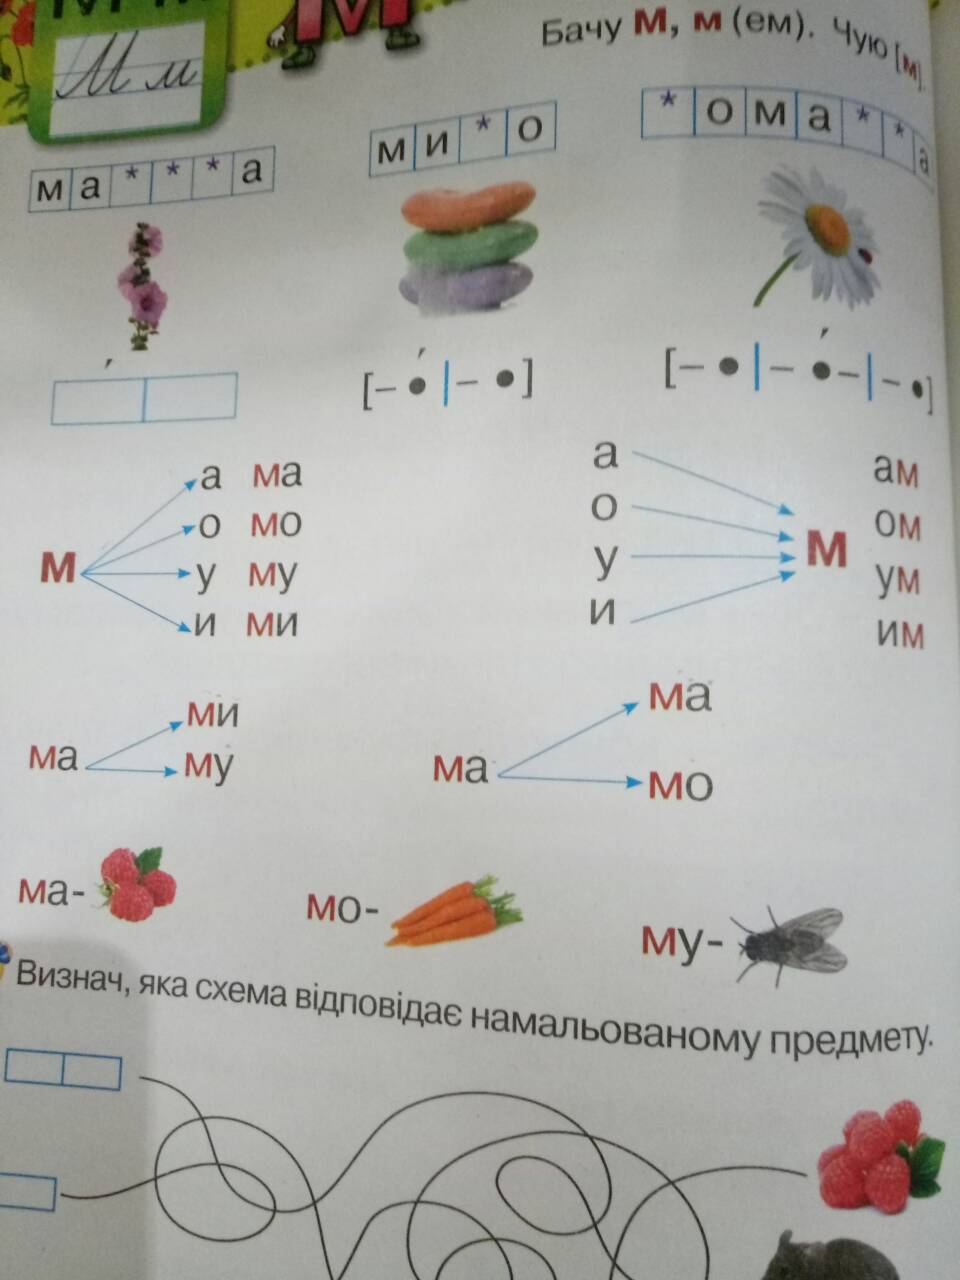 М м
Бачу М, м (ем). Чую [м].
м а * * * а
м и * о
* о м а * * а
[– • | – •]
[– • | – • – | – •]
м
а ма
о мо
у му
и ми
а
о
у
и
м
ам
ом
ум
им
ма
ми
му
ма
ма
мо
ма-
мо-
му-
Визнач, яка схема відповідає намальованому предмету.